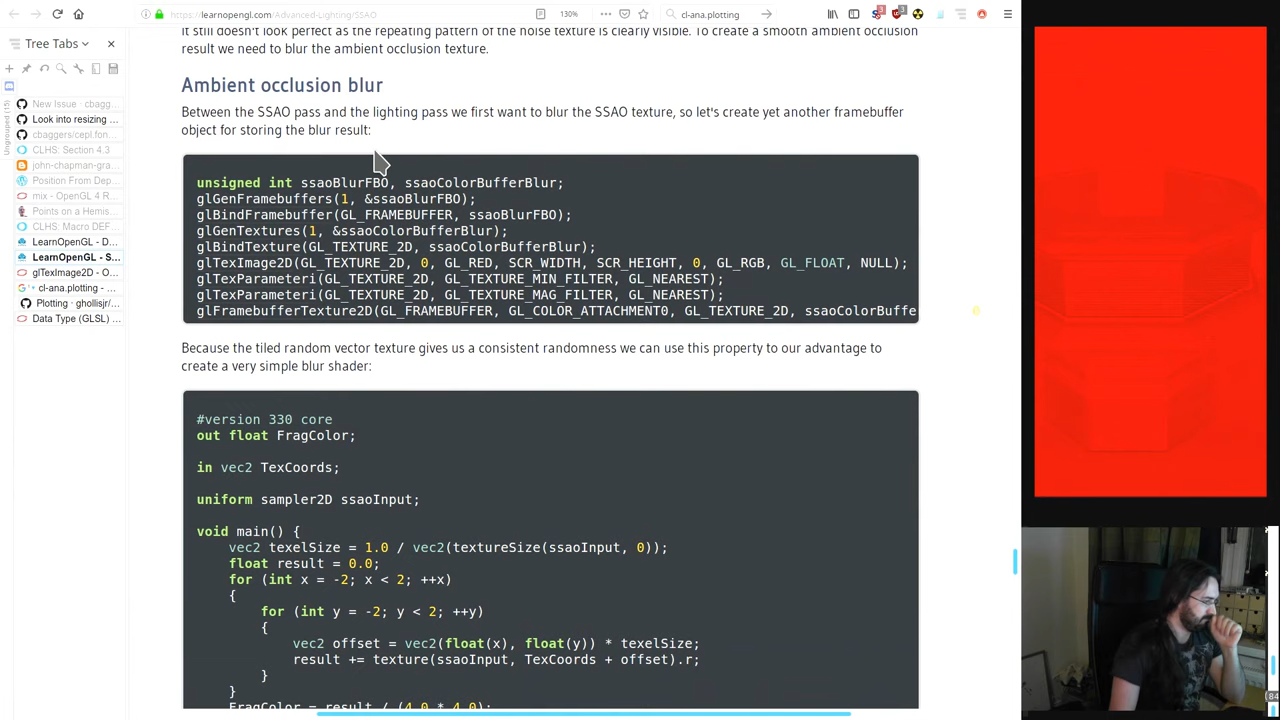 https://learnopengl.com/Advanced-Lighting/SSAO
130%
cl-ana.plotting
Tree Tabs
Ungrouped (15)
New Issue · cbagg...
Look into resizing ...
cbaggers/cepl.fon...
CLHS: Section 4.3
john-chapman-gra...
Position From Dep...
mix - OpenGL 4 R...
Points on a Hemis...
CLHS: Macro DEF...
LearnOpenGL - D...
LearnOpenGL - S...
glTexImage2D - O...
cl-ana.plotting - ...
Plotting · ghollisjr/...
Data Type (GLSL) ...
It still doesn't look perfect as the repeating pattern of the noise texture is clearly visible. To create a smooth ambient occlusion
result we need to blur the ambient occlusion texture.
Ambient occlusion blur
Between the SSAO pass and the lighting pass we first want to blur the SSAO texture, so let's create yet another framebuffer
object for storing the blur result:
unsigned int ssaoBlurFBO, ssaoColorBufferBlur;
glGenFramebuffers(1, &ssaoBlurFBO);
glBindFramebuffer(GL_FRAMEBUFFER, ssaoBlurFBO);
glGenTextures(1, &ssaoColorBufferBlur);
glBindTexture(GL_TEXTURE_2D, ssaoColorBufferBlur);
glTexImage2D(GL_TEXTURE_2D, 0, GL_RED, SCR_WIDTH, SCR_HEIGHT, 0, GL_RGB, GL_FLOAT, NULL);
glTexParameteri(GL_TEXTURE_2D, GL_TEXTURE_MIN_FILTER, GL_NEAREST);
glTexParameteri(GL_TEXTURE_2D, GL_TEXTURE_MAG_FILTER, GL_NEAREST);
glFramebufferTexture2D(GL_FRAMEBUFFER, GL_COLOR_ATTACHMENT0, GL_TEXTURE_2D, ssaoColorBuffe
Because the tiled random vector texture gives us a consistent randomness we can use this property to our advantage to
create a very simple blur shader:
#version 330 core
out float FragColor;
in vec2 TexCoords;
uniform sampler2D ssaoInput;
void main() {
vec2 texelSize = 1.0 / vec2(textureSize(ssaoInput, 0));
float result = 0.0;
for (int x = -2; x < 2; ++x)
{
for (int y = -2; y < 2; ++y)
{
vec2 offset = vec2(float(x), float(y)) * texelSize;
result += texture(ssaoInput, TexCoords + offset).r;
}
}
FragColor = result / (4.0 * 4.0);
(84